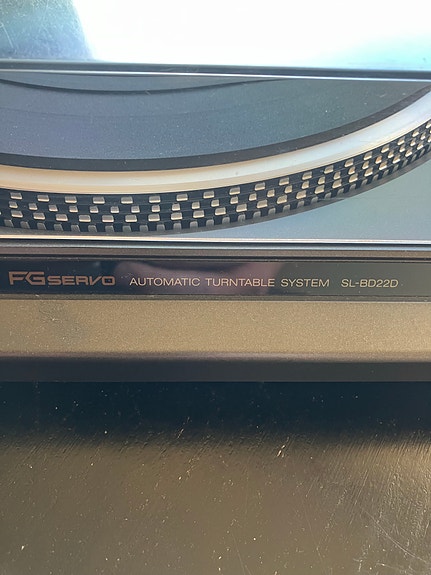 FG SERVO AUTOMATIC TURNTABLE SYSTEM SL-BD22D